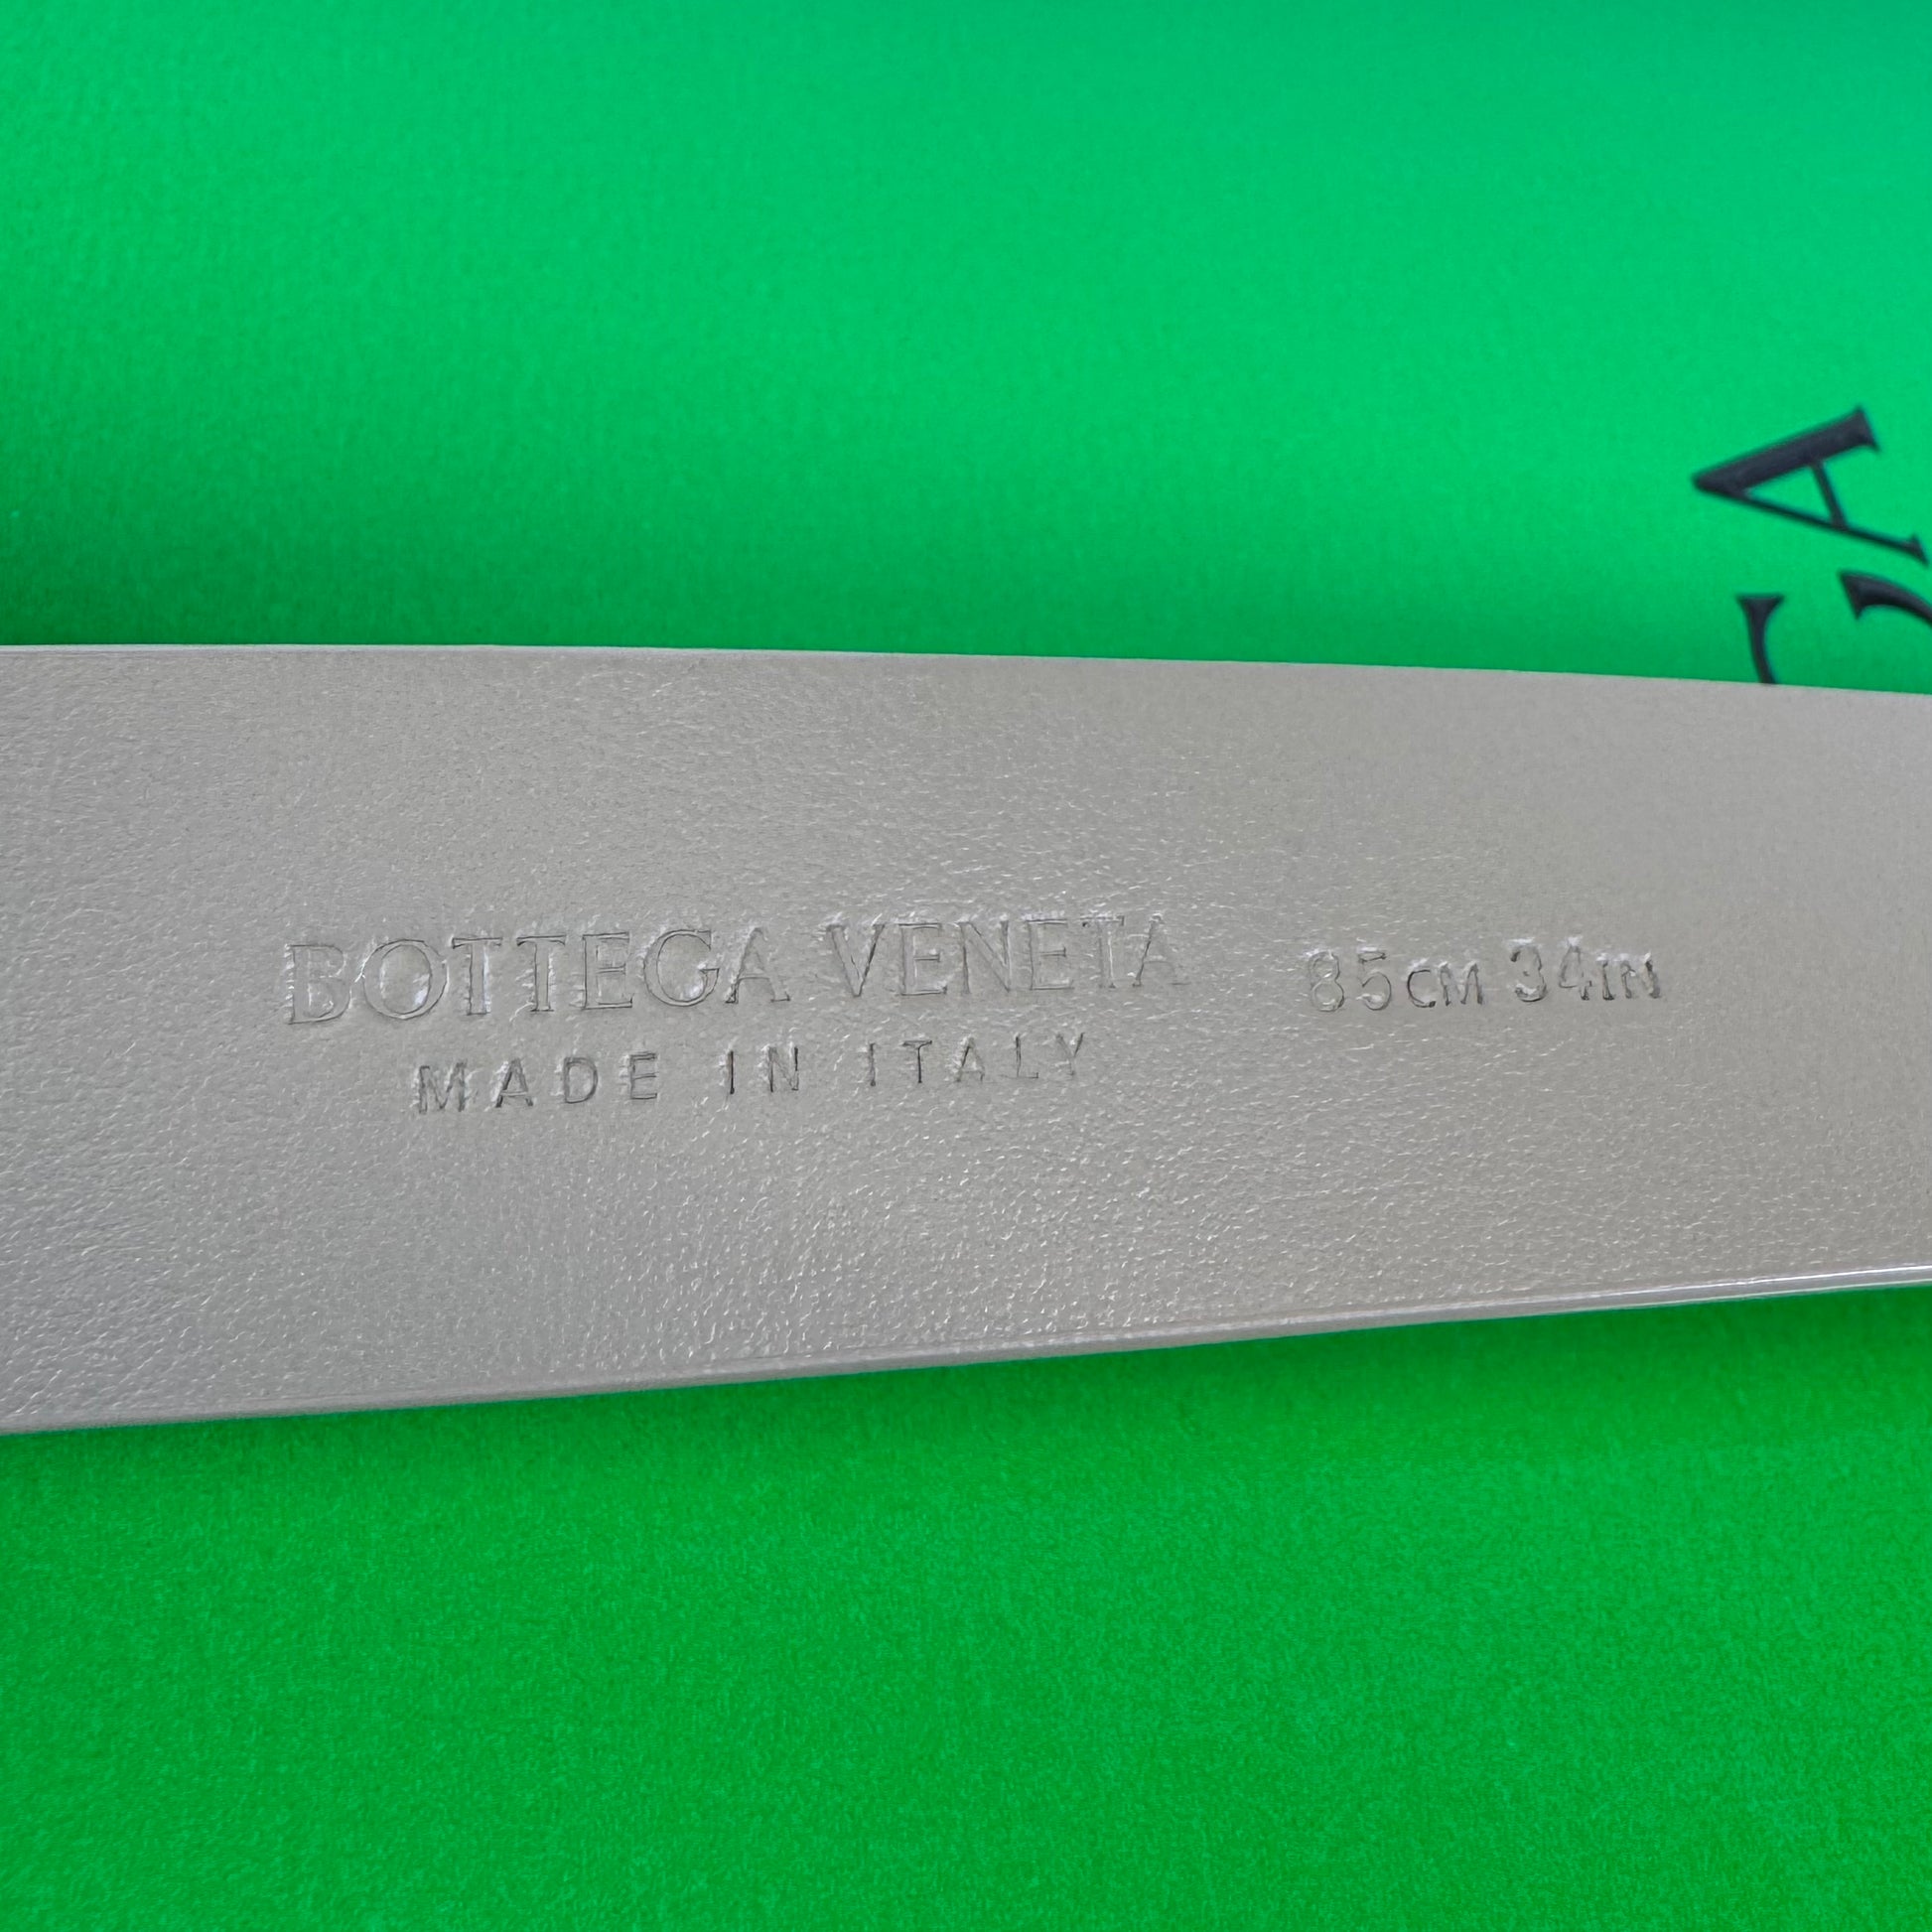 BOTTEGA VENETA 85CM 34IN
MADE IN ITALY